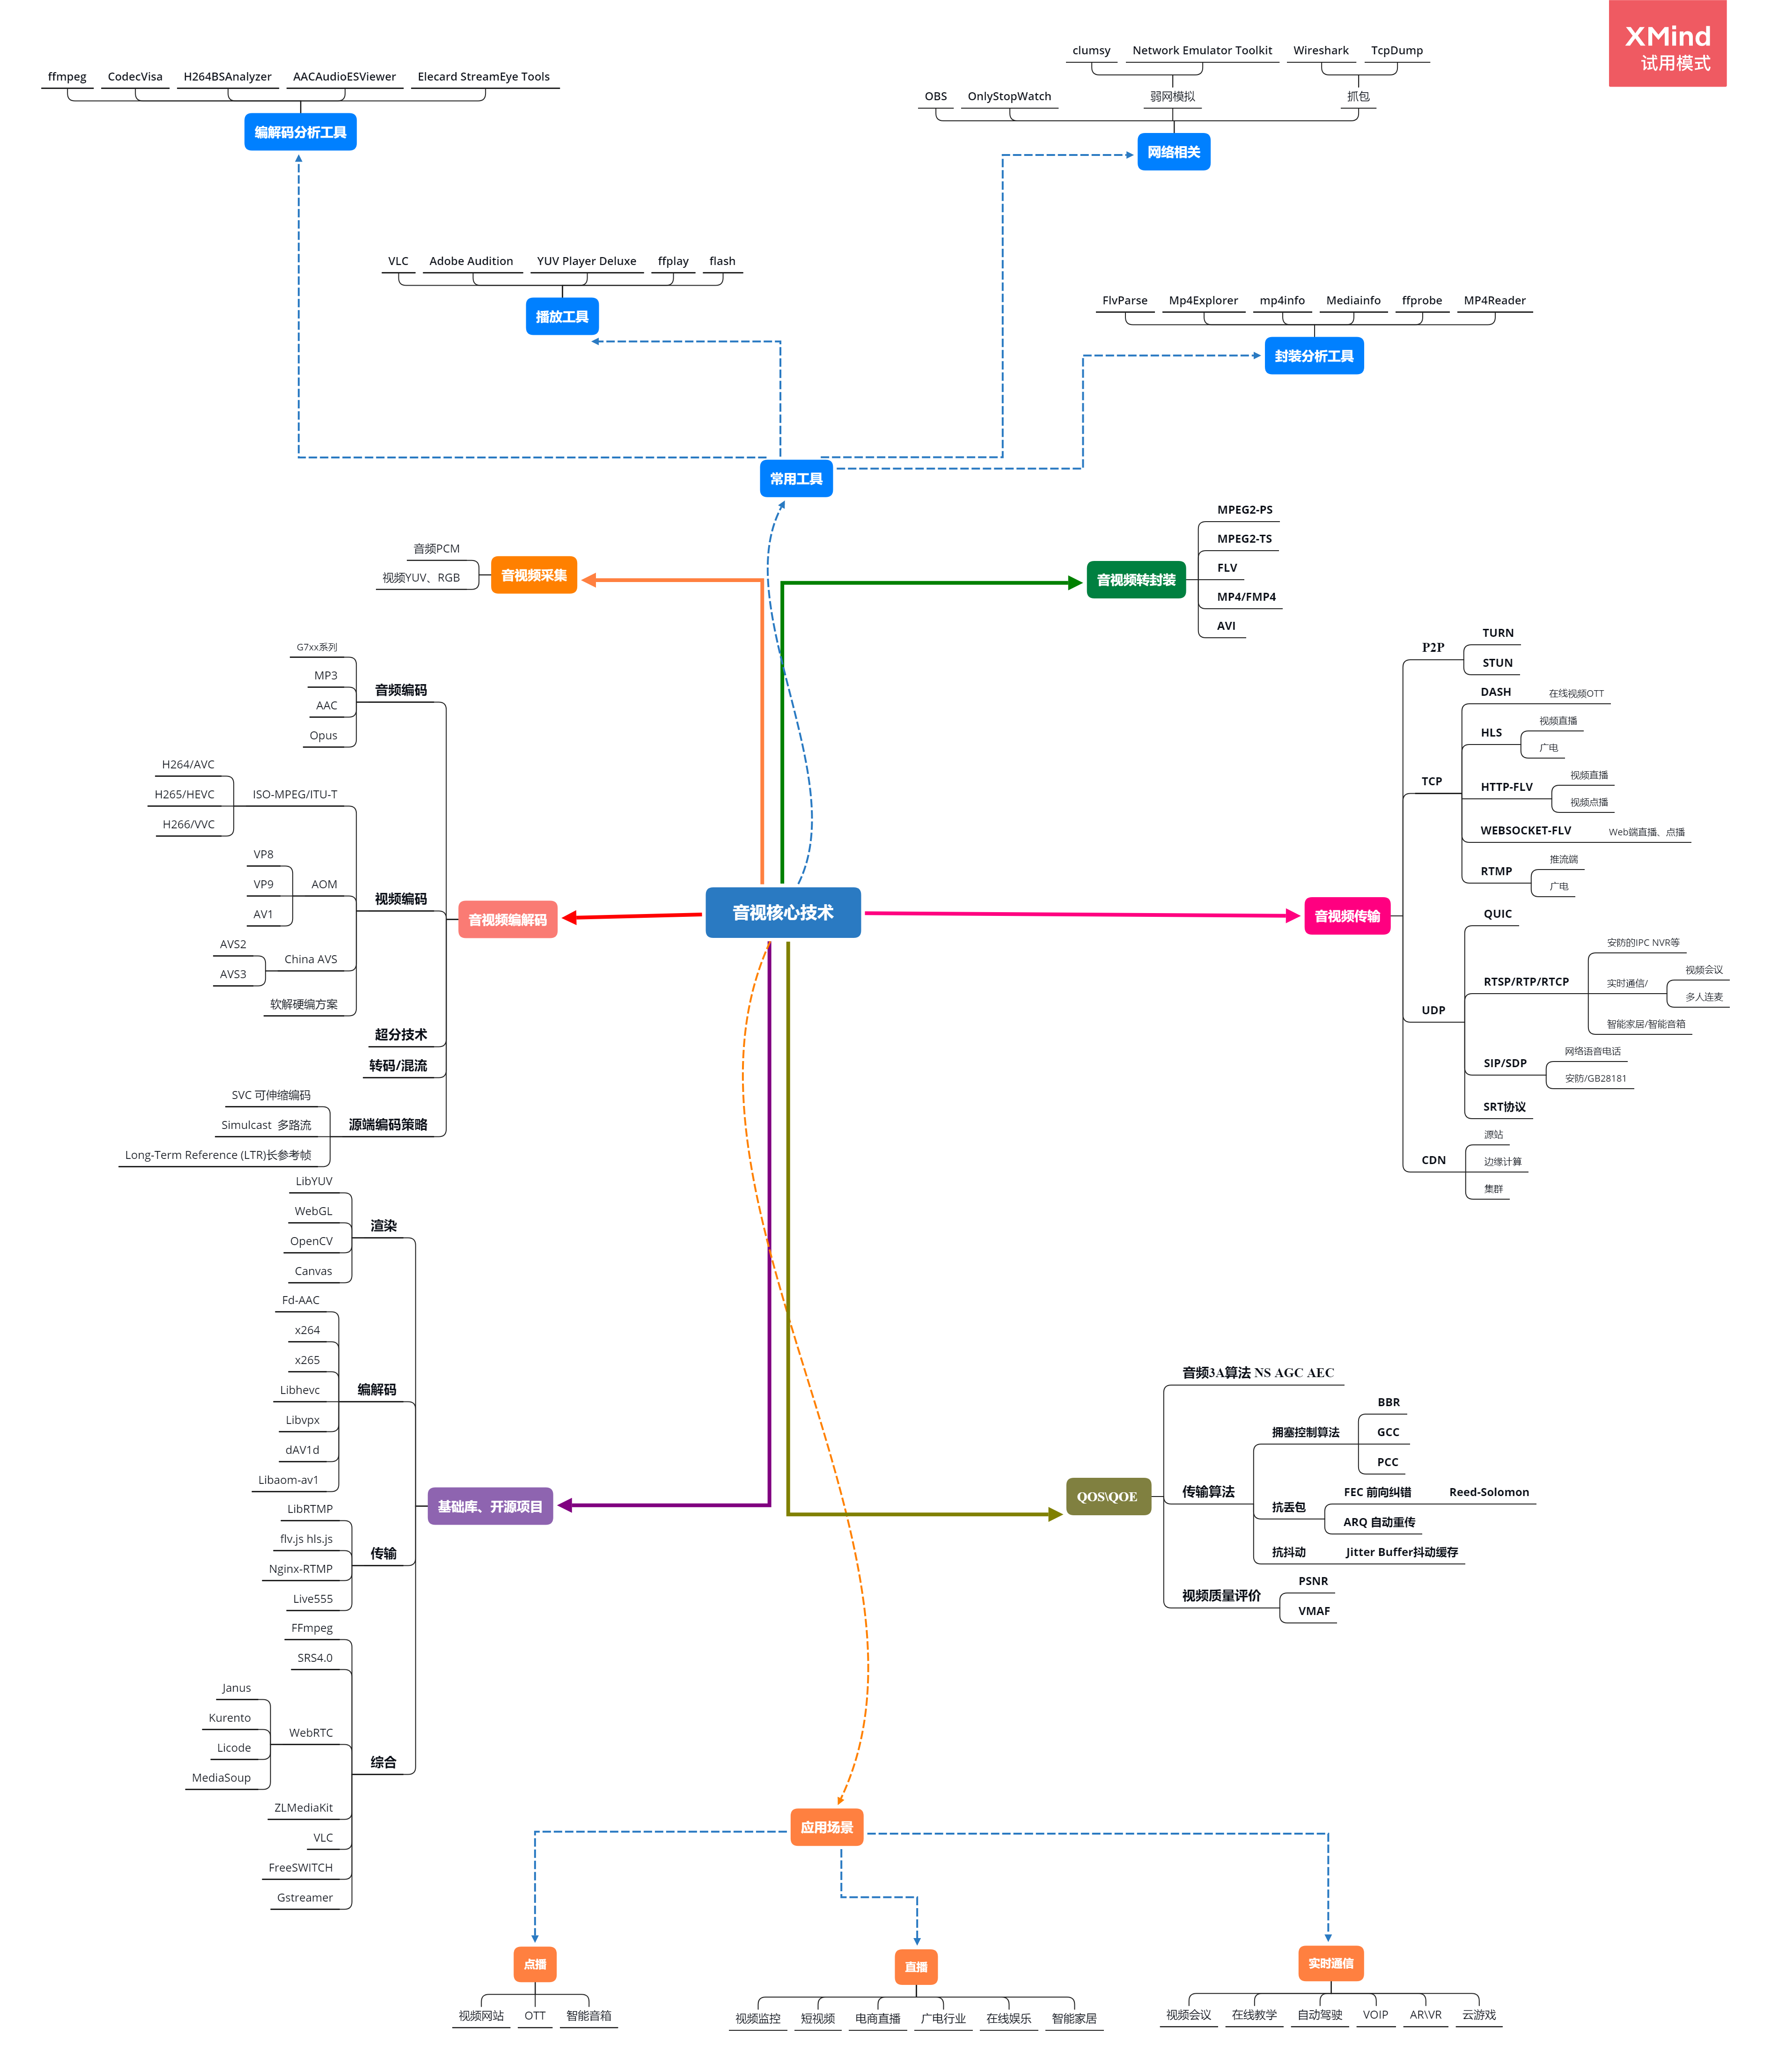 XMind
试用模式
ffmpeg
CodecVisa
H264BSAnalyzer
AACAudioESViewer
Elecard StreamEye Tools
编解码分析工具
clumsy
Network Emulator Toolkit
Wireshark
TcpDump
OBS
OnlyStopWatch
弱网模拟
抓包
网络相关
VLC
Adobe Audition
YUV Player Deluxe
ffplay
flash
播放工具
FlvParse
Mp4Explorer
mp4info
Mediainfo
ffprobe
MP4Reader
封装分析工具
常用工具
音频PCM
视频YUV、RGB
音视频采集
音视频转封装
MPEG2-PS
MPEG2-TS
FLV
MP4/FMP4
AVI
G7xx系列
MP3
AAC
Opus
音频编码
H264/AVC
H265/HEVC
H266/VVC
ISO-MPEG/ITU-T
VP8
VP9
AV1
AOM
AVS2
AVS3
China AVS
软解硬编方案
视频编码
超分技术
转码/混流
SVC 可伸缩编码
Simulcast 多路流
Long-Term Reference (LTR)长参考帧
源端编码策略
音视频编解码
音视核心技术
音视频传输
P2P
TURN
STUN
TCP
DASH
在线视频OTT
HLS
视频直播
广电
HTTP-FLV
视频直播
视频点播
WEBSOCKET-FLV
Web端直播、点播
RTMP
推流端
广电
UDP
QUIC
RTSP/RTP/RTCP
安防的IPC NVR等
实时通信/
视频会议
多人连麦
智能家居/智能音箱
SIP/SDP
网络语音电话
安防/GB28181
SRT协议
CDN
源站
边缘计算
集群
LibYUV
WebGL
OpenCV
Canvas
渲染
Fd-AAC
x264
x265
Libhevc
Libvpx
dAV1d
Libaom-av1
编解码
LibRTMP
flv.js hls.js
Nginx-RTMP
Live555
传输
FFmpeg
SRS4.0
Janus
Kurento
Licode
MediaSoup
WebRTC
ZLMediaKit
VLC
FreeSWITCH
Gstreamer
综合
基础库、开源项目
QOS\QOE
音频3A算法 NS AGC AEC
传输算法
拥塞控制算法
BBR
GCC
PCC
抗丢包
FEC 前向纠错
Reed-Solomon
ARQ 自动重传
抗抖动
Jitter Buffer抖动缓存
视频质量评价
PSNR
VMAF
应用场景
点播
视频网站
OTT
智能音箱
直播
视频监控
短视频
电商直播
广电行业
在线娱乐
智能家居
实时通信
视频会议
在线教学
自动驾驶
VOIP
AR\VR
云游戏